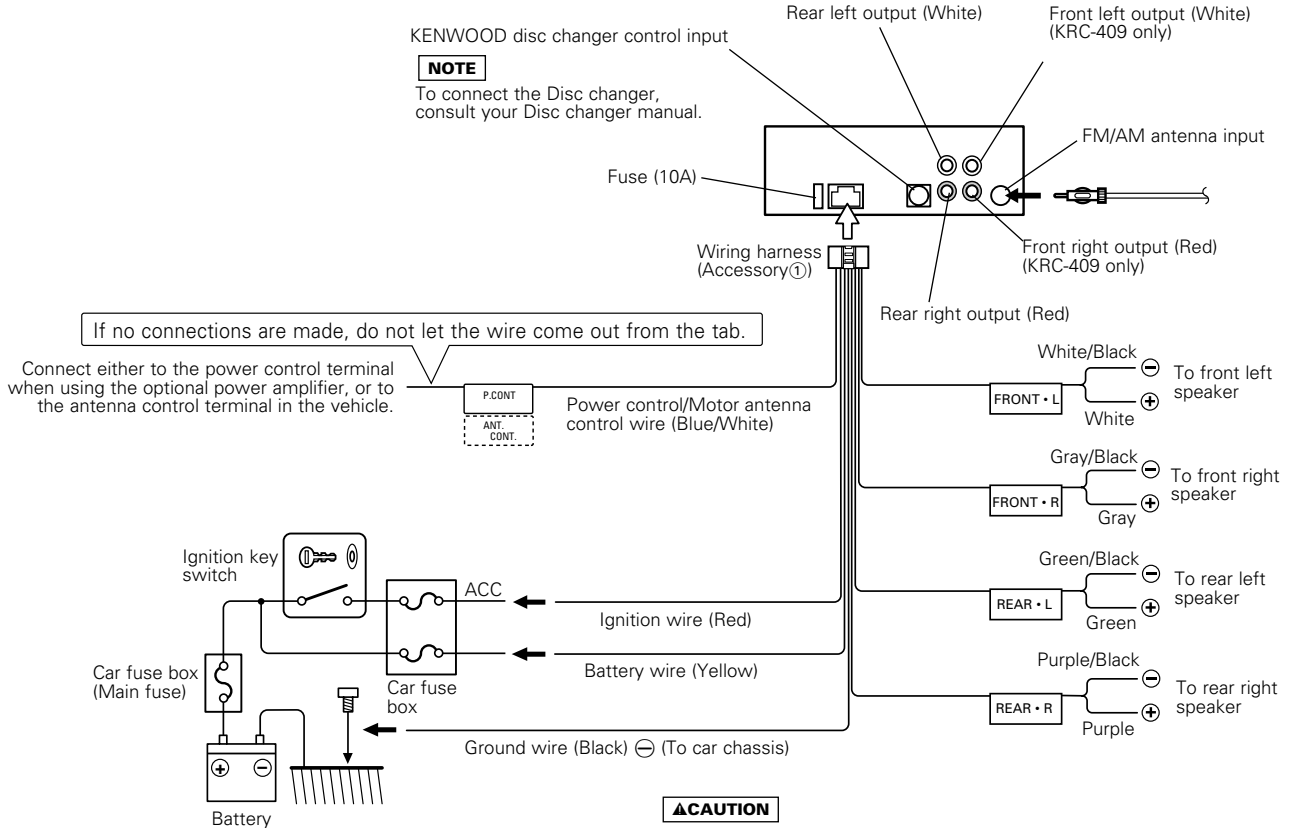 Rear left output (White)
Front left output (White)
(KRC-409 only)
KENWOOD disc changer control input
NOTE
To connect the Disc changer,
consult your Disc changer manual.
FM/AM antenna input
Fuse (10A)
Wiring harness
(Accessory①)
Front right output (Red)
(KRC-409 only)
Rear right output (Red)
If no connections are made, do not let the wire come out from the tab.
Connect either to the power control terminal
when using the optional power amplifier, or to
the antenna control terminal in the vehicle.
P.CONT
ANT.
CONT.
Power control/Motor antenna
control wire (Blue/White)
White/Black
⊖
To front left
speaker
FRONT • L
⊕
White
Gray/Black
⊖
To front right
speaker
FRONT • R
⊕
Gray
Green/Black
⊖
To rear left
speaker
REAR • L
⊕
Green
Purple/Black
⊖
To rear right
speaker
REAR • R
⊕
Purple
Ignition key
switch
ACC
Ignition wire (Red)
Battery wire (Yellow)
Car fuse box
(Main fuse)
Car fuse
box
Ground wire (Black) ⊖ (To car chassis)
⊕ ⊖
Battery
▲CAUTION